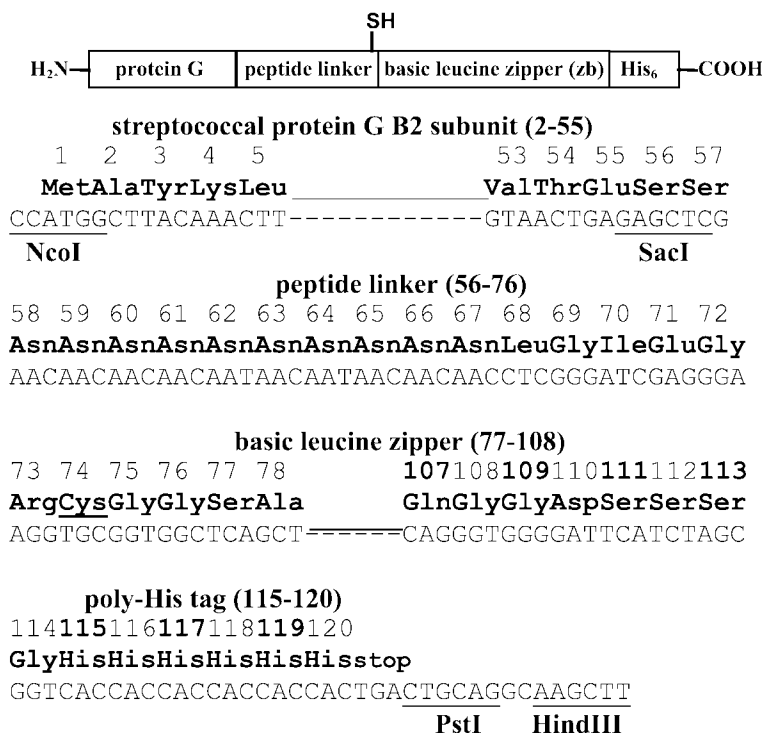 SH
H₂N protein G peptide linker basic leucine zipper (zb) His₆ COOH
streptococcal protein G B2 subunit (2-55)
1 2 3 4 5 53 54 55 56 57
MetAlaTyrLysLeu ValThrGluSerSer
CCATGGCTTACAAACTT------------GTAACTGAGAGCTCG
NcoI SacI
peptide linker (56-76)
58 59 60 61 62 63 64 65 66 67 68 69 70 71 72
AsnAsnAsnAsnAsnAsnAsnAsnAsnAsnLeuGlyIleGluGly
AACAACAACAACAATAACAATAACAACAACCTCGGGATCGAGGGA
basic leucine zipper (77-108)
73 74 75 76 77 78 107108109110111112113
ArgCysGlyGlySerAla GlnGlyGlyAspSerSerSer
AGGTGCGGTGGCTCAGCT------CAGGGTGGGGATTCATCTAGC
poly-His tag (115-120)
114115116117118119120
GlyHisHisHisHisHisHisstop
GGTCACCACCACCACCACCACTGACTGCAGGCAAGCTT
PstI HindIII